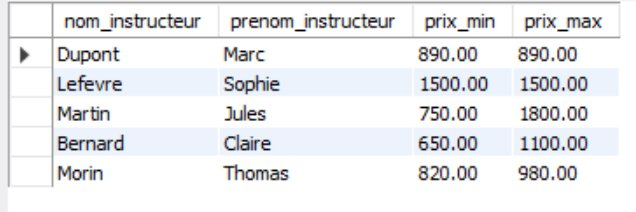 nom_instructeur prenom_instructeur prix_min prix_max
Dupont Marc 890.00 890.00
Lefevre Sophie 1500.00 1500.00
Martin Jules 750.00 1800.00
Bernard Claire 650.00 1100.00
Morin Thomas 820.00 980.00